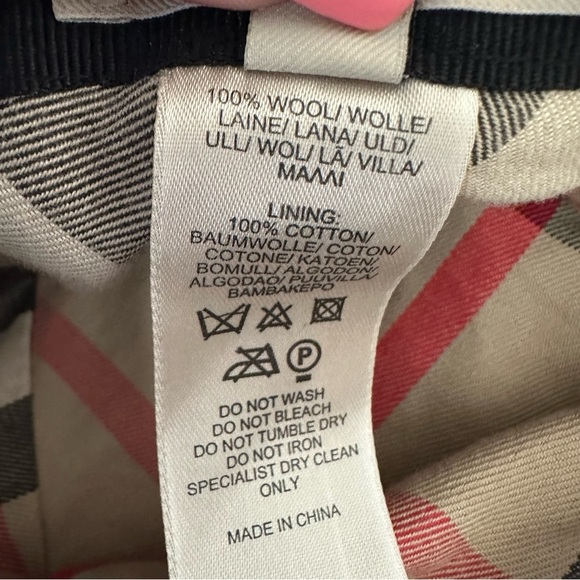 100% WOOL/ WOLLE/
LAINE/ LANA/ ULD/
ULL/ WOL/ LÃ/ VILLA/
ΜΑΛΛΙ
LINING:
100% COTTON/
BAUMWOLLE/ COTON/
COTONE/ KATOEN/
BOMULL/ ALGODON/
ALGODAO/ PUUVILLA/
BAMBAKEPO
P
DO NOT WASH
DO NOT BLEACH
DO NOT TUMBLE DRY
DO NOT IRON
SPECIALIST DRY CLEAN
ONLY
MADE IN CHINA